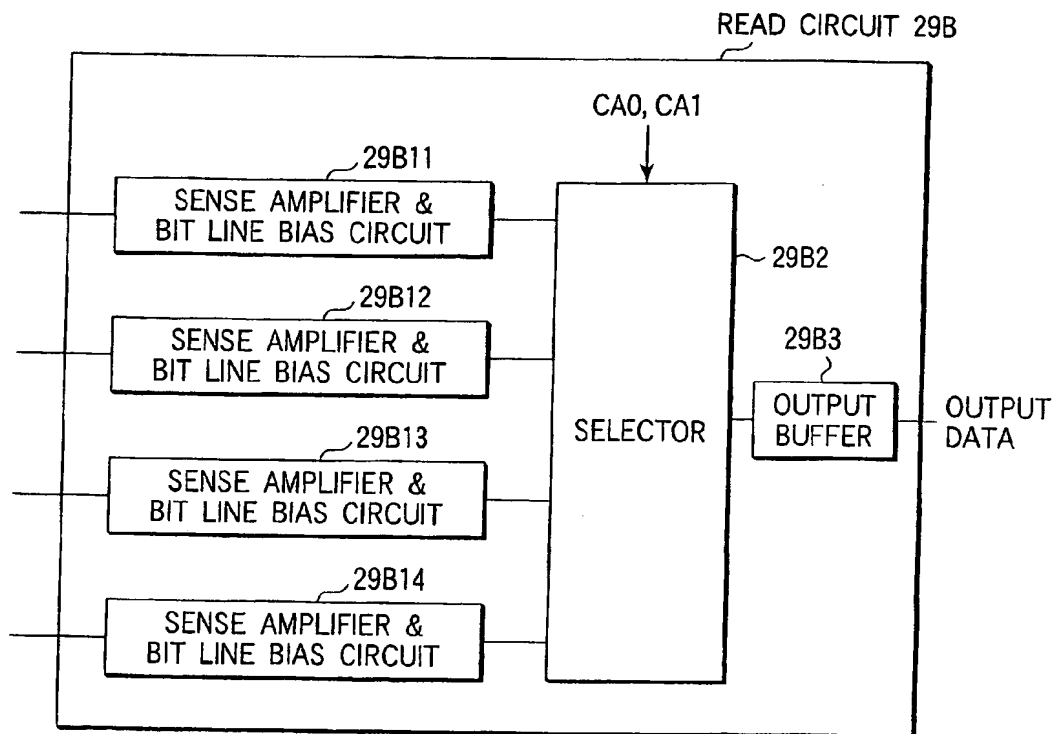 READ CIRCUIT 29B
CA0, CA1
29B11
SENSE AMPLIFIER &
BIT LINE BIAS CIRCUIT
29B12
SENSE AMPLIFIER &
BIT LINE BIAS CIRCUIT
29B13
SENSE AMPLIFIER &
BIT LINE BIAS CIRCUIT
29B14
SENSE AMPLIFIER &
BIT LINE BIAS CIRCUIT
SELECTOR
29B2
29B3
OUTPUT
BUFFER
OUTPUT
DATA